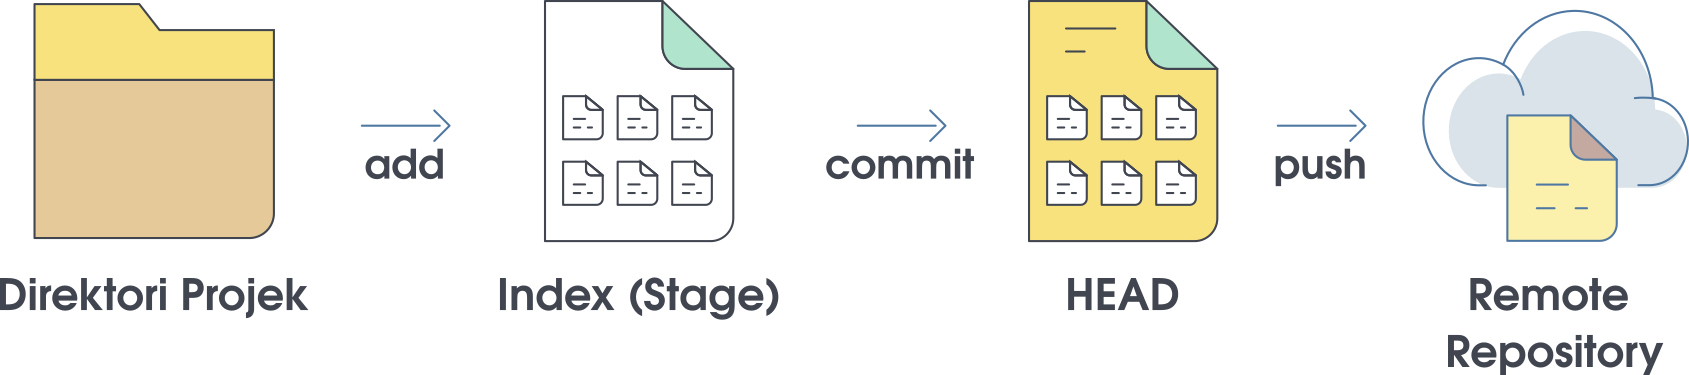 add
commit
push
Direktori Projek
Index (Stage)
HEAD
Remote
Repository